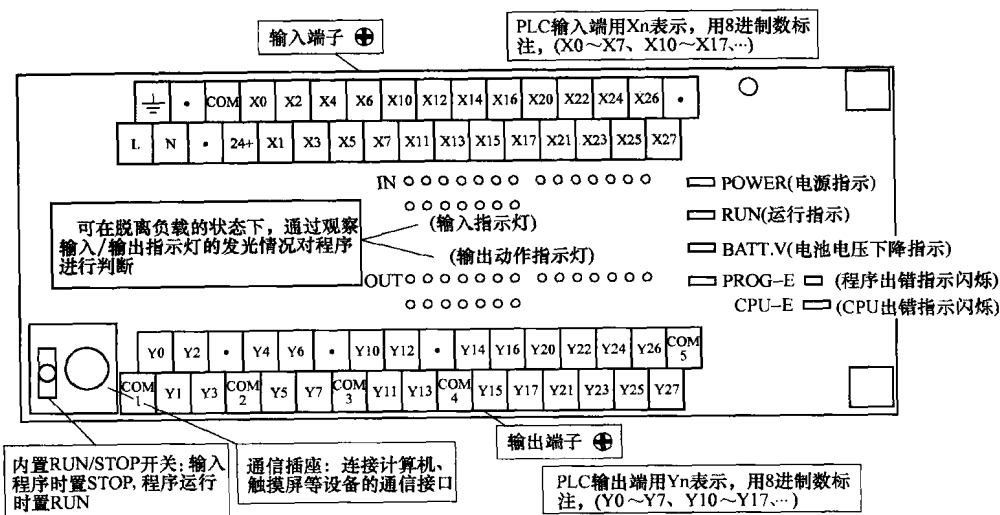 输入端子
PLC输入端用Xn表示，用8进制数标
注，(X0～X7、X10～X17、…)
COM X0 X2 X4 X6 X10 X12 X14 X16 X20 X22 X24 X26
L N 24+ X1 X3 X5 X7 X11 X13 X15 X17 X21 X23 X25 X27
IN
POWER(电源指示)
可在脱离负载的状态下，通过观察
输入/输出指示灯的发光情况对程序
进行判断
(输入指示灯)
RUN(运行指示)
(输出动作指示灯)
BATT.V(电池电压下降指示)
OUT
PROG-E (程序出错指示闪烁)
CPU-E (CPU出错指示闪烁)
Y0 Y2 Y4 Y6 Y10 Y12 Y14 Y16 Y20 Y22 Y24 Y26 COM5
COM1 Y1 Y3 COM2 Y5 Y7 COM3 Y11 Y13 COM4 Y15 Y17 Y21 Y23 Y25 Y27
输出端子
内置RUN/STOP开关：输入
程序时置STOP, 程序运行
时置RUN
通信插座：连接计算机、
触摸屏等设备的通信接口
PLC输出端用Yn表示，用8进制数标
注，(Y0～Y7、Y10～Y17、…)